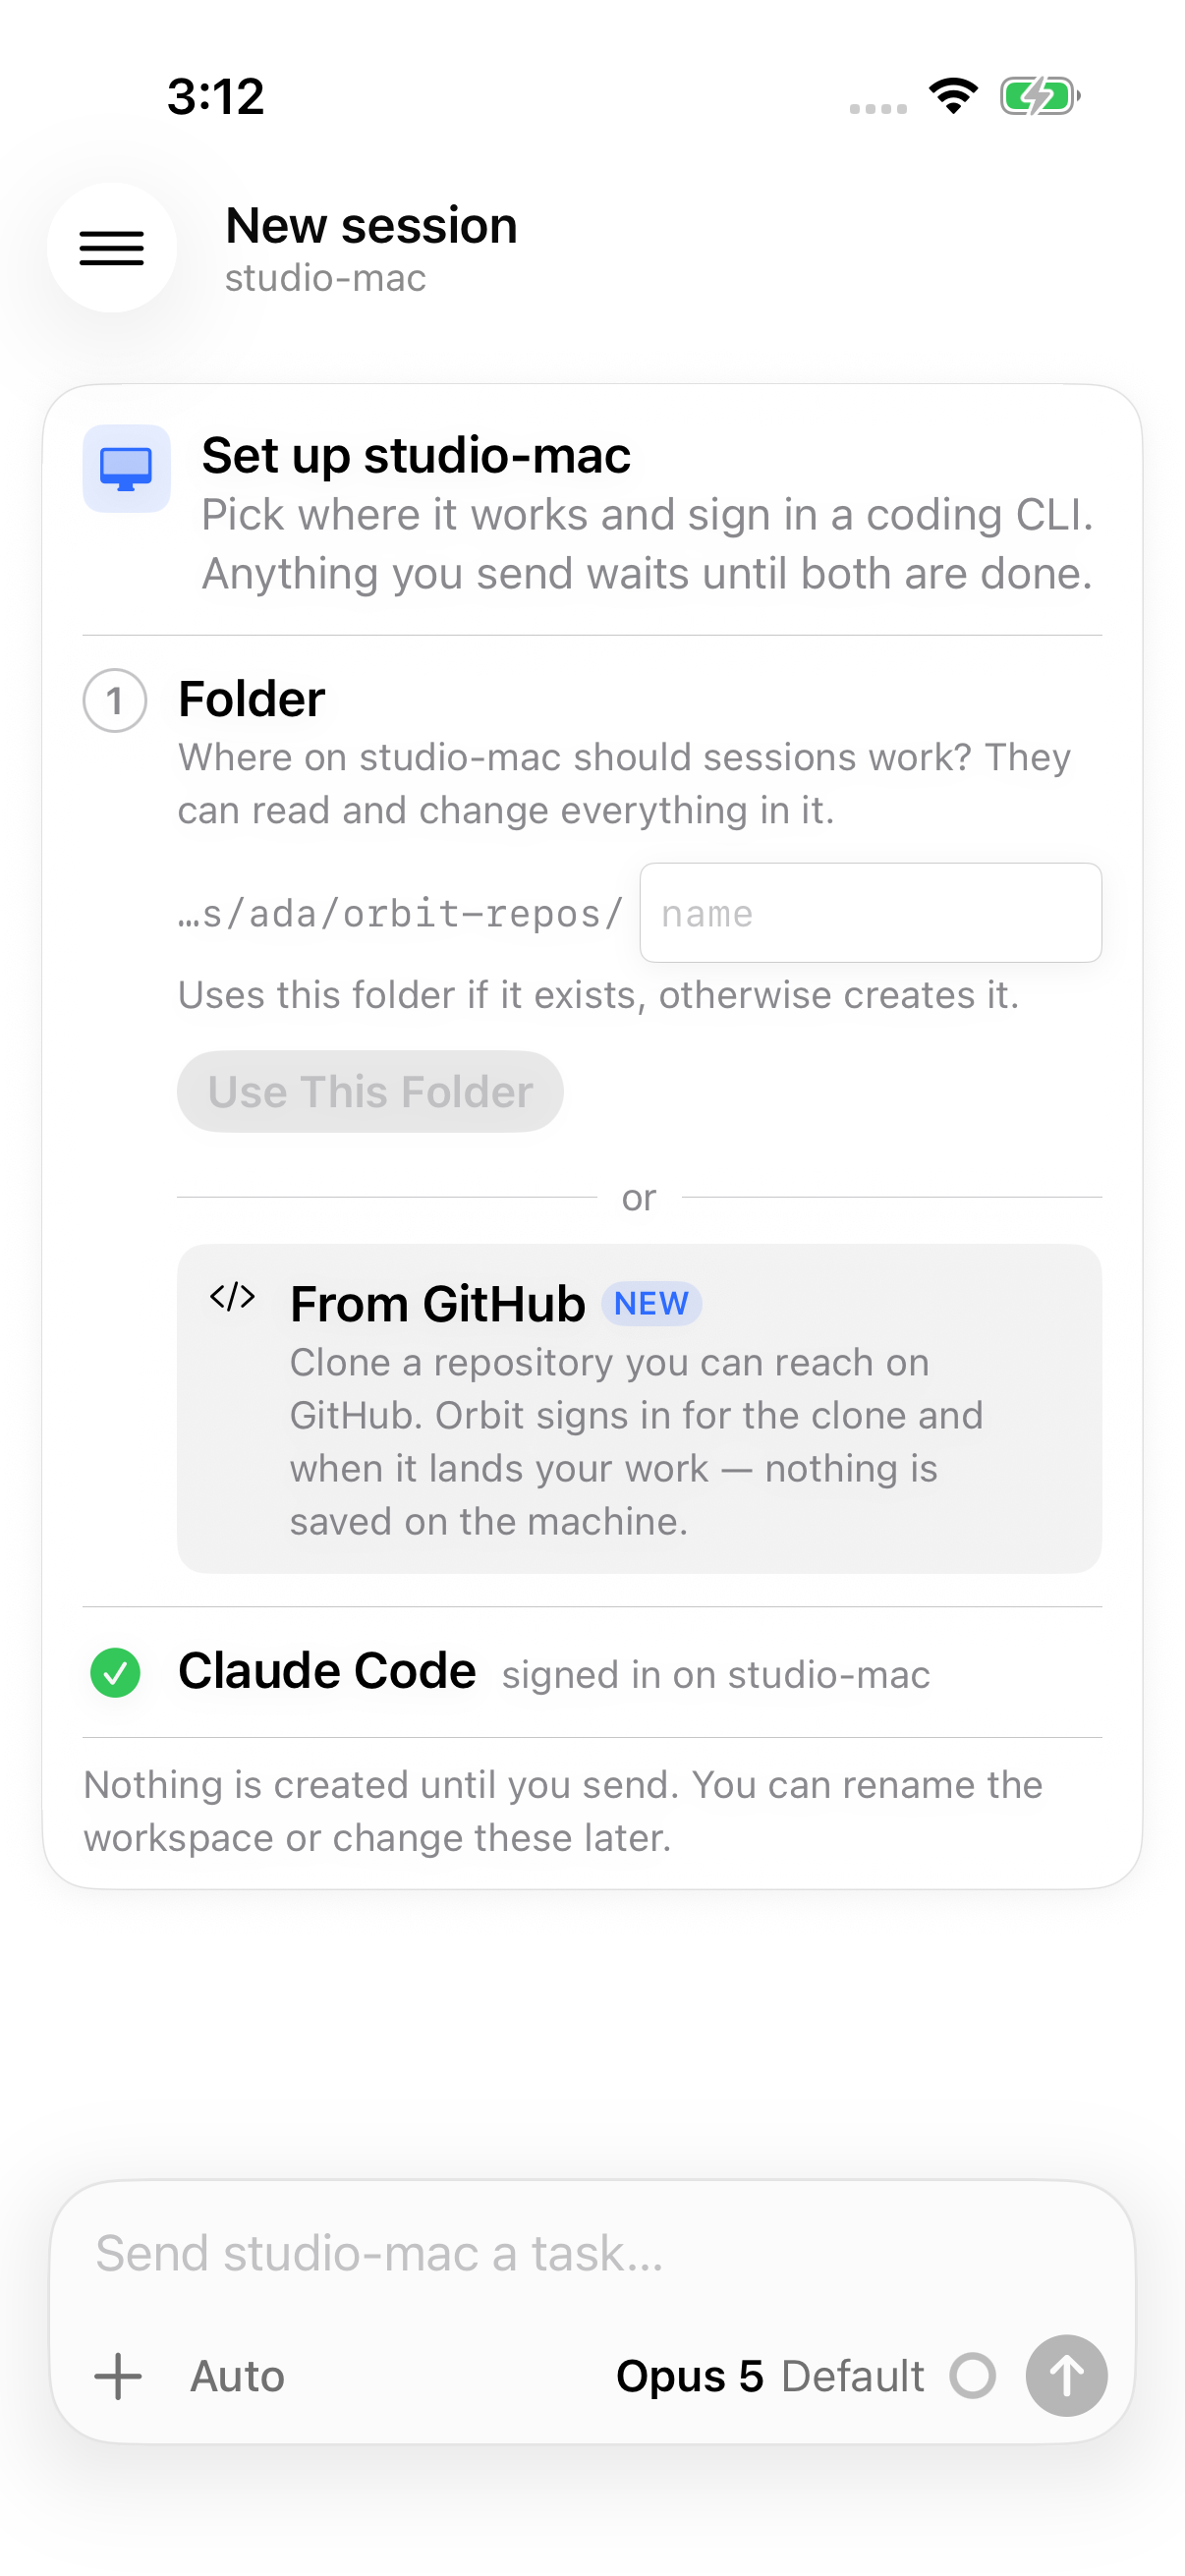 3:12
New session
studio-mac
Set up studio-mac
Pick where it works and sign in a coding CLI.
Anything you send waits until both are done.
1 Folder
Where on studio-mac should sessions work? They
can read and change everything in it.
…s/ada/orbit-repos/ name
Uses this folder if it exists, otherwise creates it.
Use This Folder
or
</> From GitHub NEW
Clone a repository you can reach on
GitHub. Orbit signs in for the clone and
when it lands your work — nothing is
saved on the machine.
Claude Code signed in on studio-mac
Nothing is created until you send. You can rename the
workspace or change these later.
Send studio-mac a task...
Auto Opus 5 Default